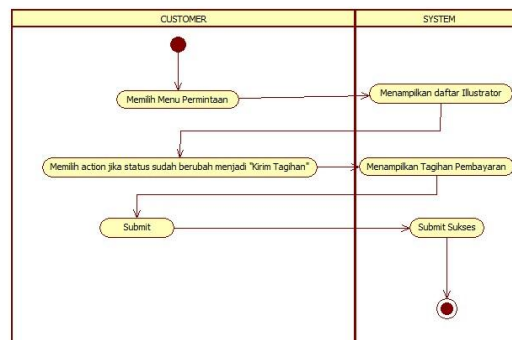 CUSTOMER
SYSTEM
Memilih Menu Permintaan
Menampilkan daftar Illustrator
Memilih action jika status sudah berubah menjadi "Kirim Tagihan"
Menampilkan Tagihan Pembayaran
Submit
Submit Sukses